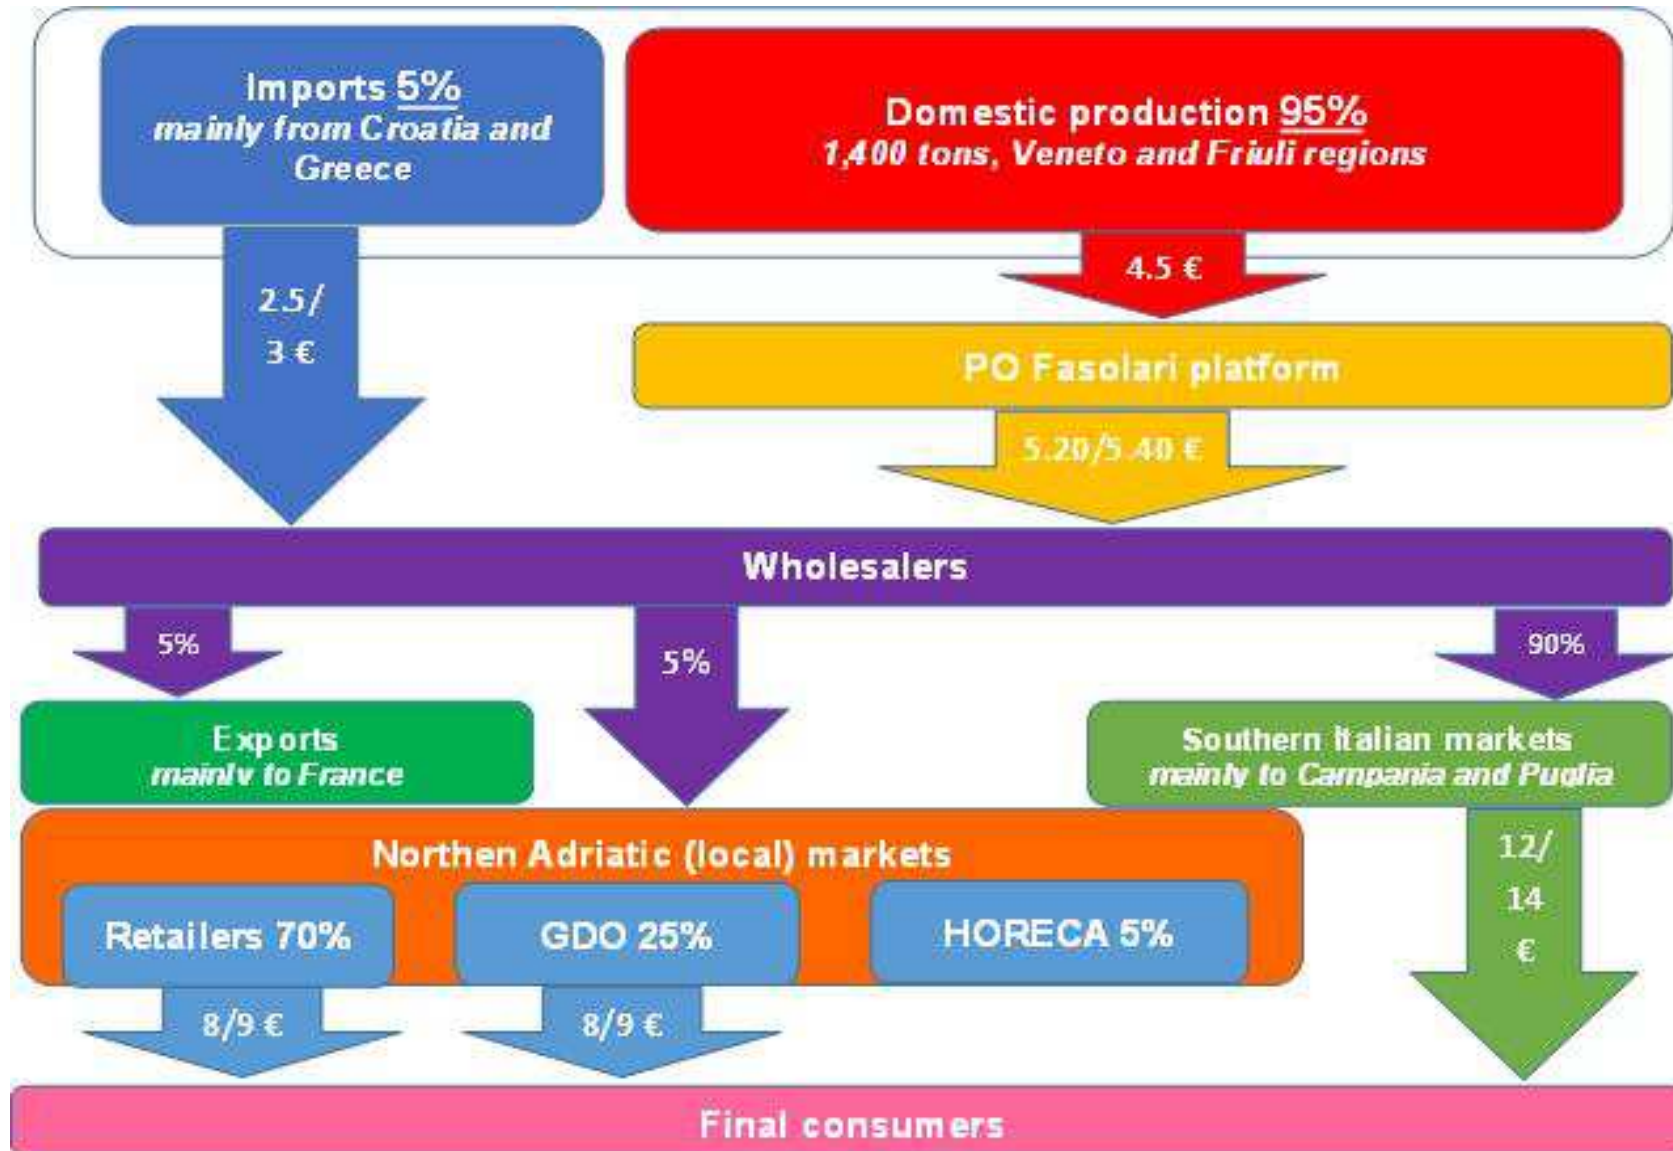 Imports 5%
mainly from Croatia and
Greece
Domestic production 95%
1,400 tons, Veneto and Friuli regions
2.5/
3 €
4.5 €
PO Fasolari platform
5.20/5.40 €
Wholesalers
5%
5%
90%
Exports
mainly to France
Southern Italian markets
mainly to Campania and Puglia
Northen Adriatic (local) markets
Retailers 70%
GDO 25%
HORECA 5%
12/
14
€
8/9 €
8/9 €
Final consumers